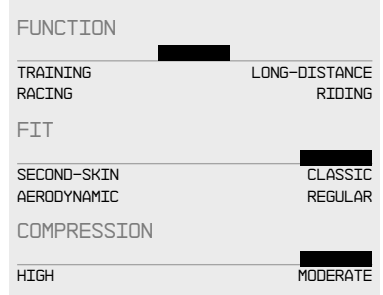 FUNCTION
TRAINING LONG-DISTANCE
RACING RIDING
FIT
SECOND-SKIN CLASSIC
AERODYNAMIC REGULAR
COMPRESSION
HIGH MODERATE